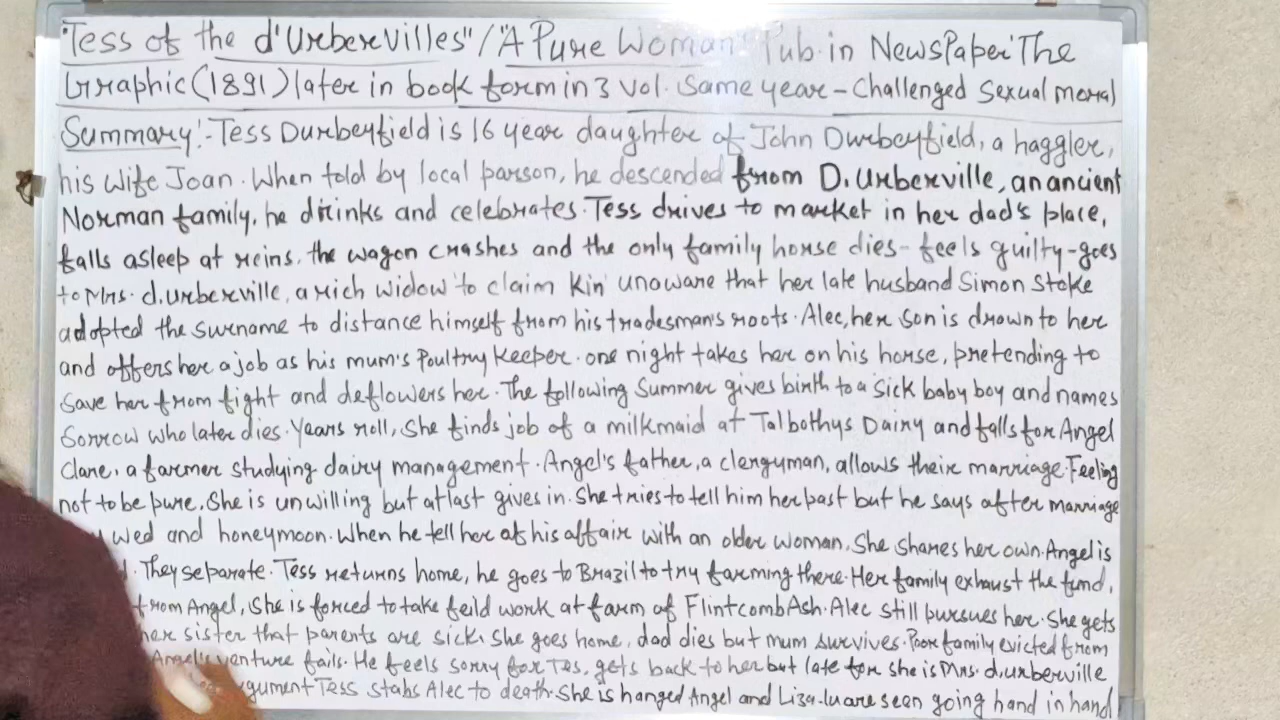 "Tess of the d'Urbervilles"/"A Pure Woman" Pub. in NewsPaper 'The
Graphic (1891) later in book form in 3 vol. Same year - Challenged Sexual moral
Summary:- Tess Durbeyfield is 16 year daughter of John Durbeyfield, a haggler,
his wife Joan. When told by local parson, he descended from D.Urberville, an ancient
Norman family, he drinks and celebrates. Tess drives to market in her dad's place,
falls asleep at reins, the wagon crashes and the only family horse dies - feels guilty - goes
to Mrs. d.urberville, a rich widow 'to claim kin' unoware that her late husband Simon Stoke
adopted the surname to distance himself from his tradesman's roots. Alec, her son is drawn to her
and offers her a job as his mum's Poultry Keeper. one night takes her on his horse, pretending to
save her from fight and deflowers her. The following Summer gives birth to a sick baby boy and names
Sorrow who later dies. Years roll, She finds job of a milkmaid at Talbothys Dairy and falls for Angel
Clare, a farmer studying dairy management. Angel's father, a clergyman, allows their marriage. Feeling
not to be pure, She is unwilling but at last gives in. She tries to tell him her past but he says after marriage
wed and honeymoon. When he tell her of his affair with an older woman, She shares her own. Angel is
They separate. Tess returns home, he goes to Brazil to try farming there. Her family exhaust the fund,
from Angel, She is forced to take feild work at farm of FlintcombAsh. Alec still pursues her. She gets
her sister that parents are sick. She goes home, dad dies but mum survives. Poor family evicted from
Angel's venture fails. He feels sorry for Tes, gets back to her but late for she is Mrs. d.urberville
Tess stabs Alec to death. She is hanged Angel and Liza-lu are seen going hand in hand